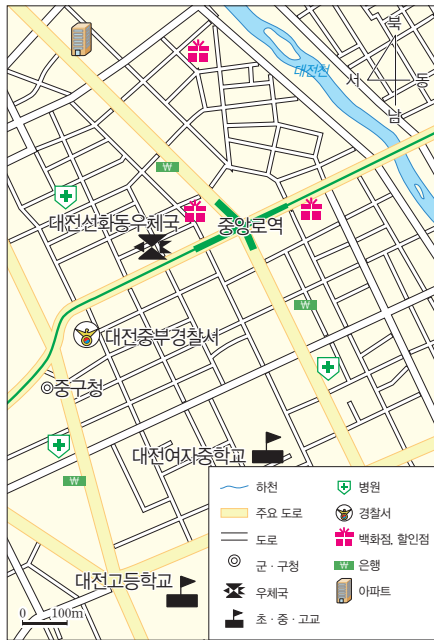 북
서 동
남
대전천
₩
대전선화동우체국
중앙로역
₩
대전중부경찰서
중구청
대전여자중학교
₩
대전고등학교
0 100m
하천
주요 도로
도로
군·구청
우체국
초·중·고교
병원
경찰서
백화점, 할인점
₩ 은행
아파트